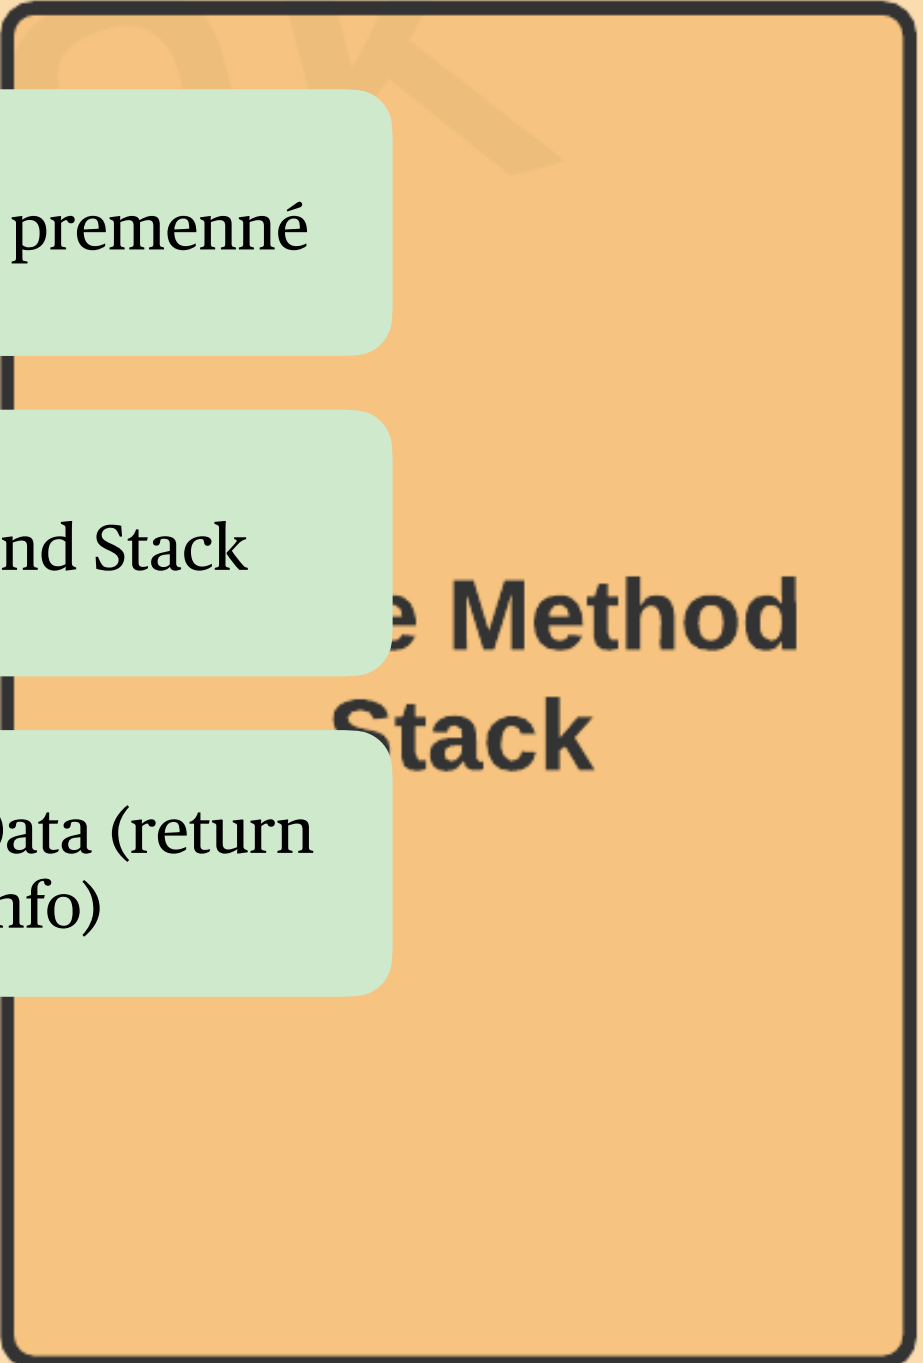 premenné
nd Stack
e Method
Stack
ata (return
nfo)